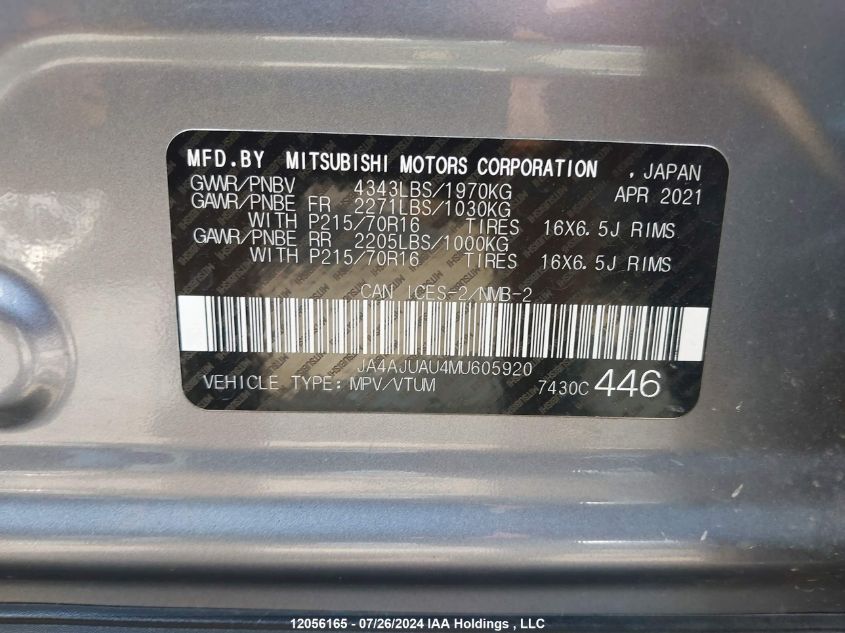 MFD.BY MITSUBISHI MOTORS CORPORATION , JAPAN
GVWR/PNBV 4343LBS/1970KG APR 2021
GAWR/PNBE FR 2271LBS/1030KG
WITH P215/70R16 TIRES 16X6.5J RIMS
GAWR/PNBE RR 2205LBS/1000KG
WITH P215/70R16 TIRES 16X6.5J RIMS
CAN ICES-2/NMB-2
JA4AJUAU4MU605920
VEHICLE TYPE:MPV/VTUM 7430C 446
12056165 - 07/26/2024 IAA Holdings , LLC